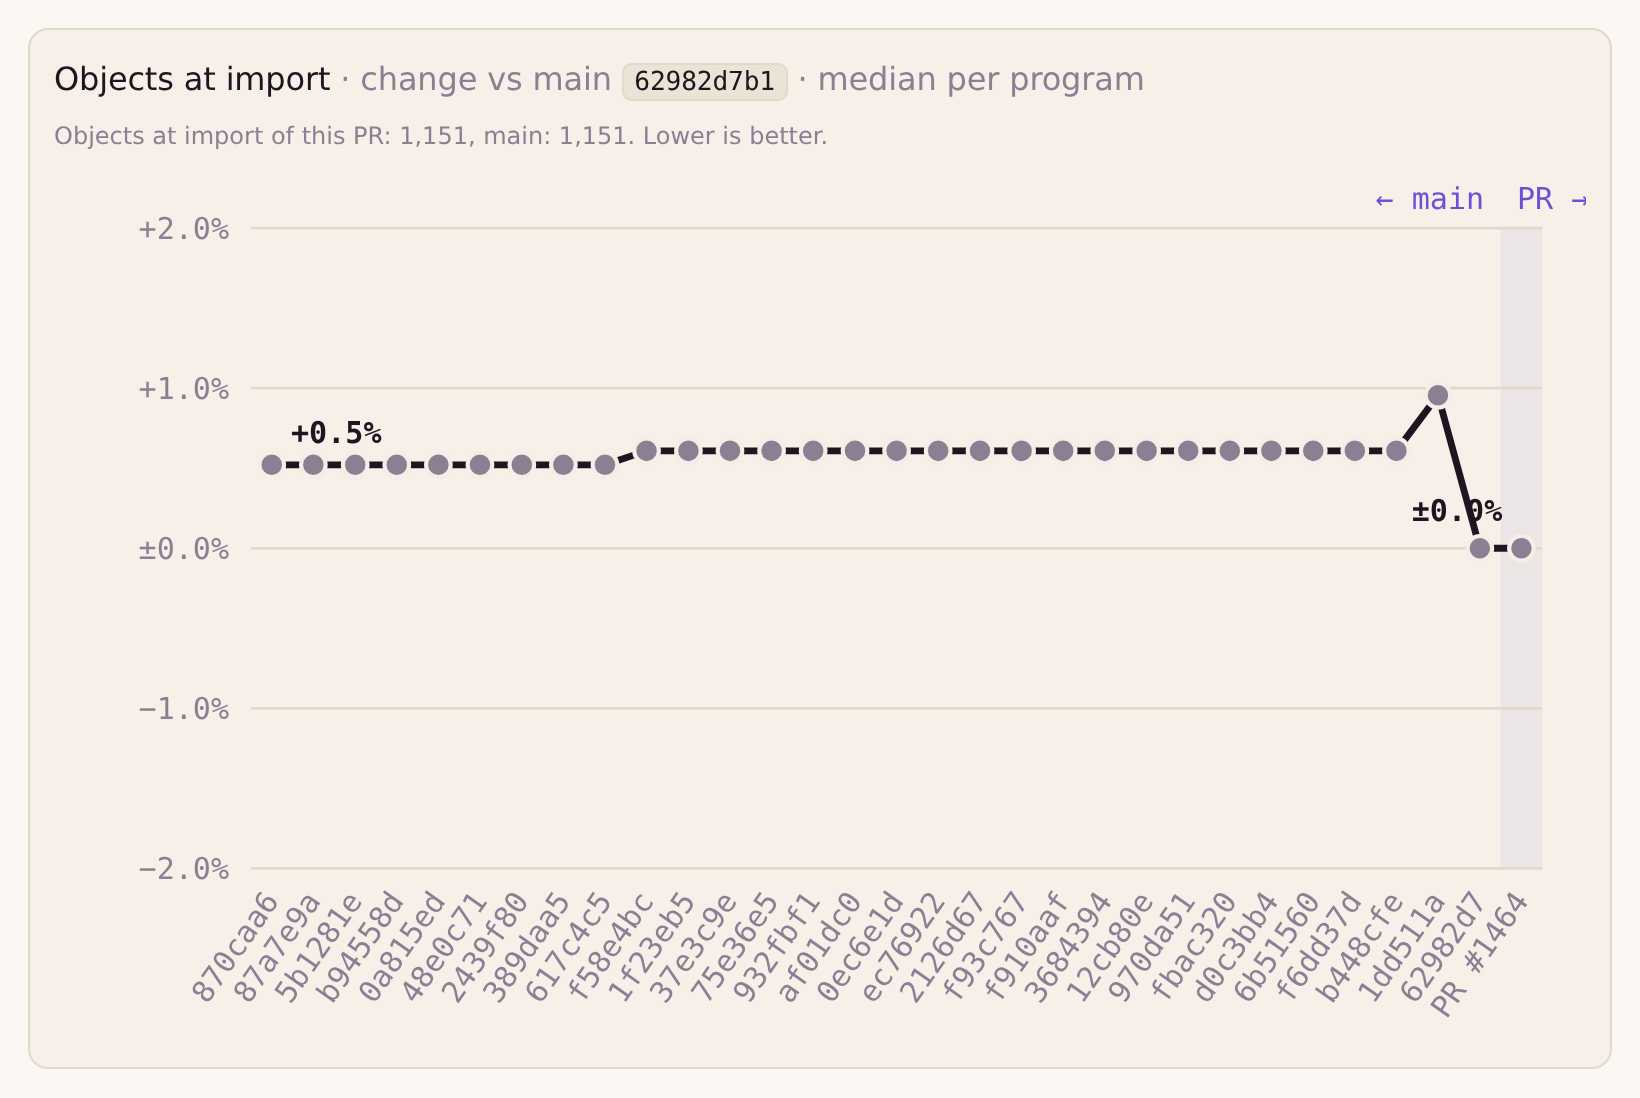 Objects at import · change vs main 62982d7b1 · median per program
Objects at import of this PR: 1,151, main: 1,151. Lower is better.
← main PR →
+2.0%
+1.0%
+0.5%
±0.0%
±0.0%
−1.0%
−2.0%
870caa6
87a7e9a
5b1281e
b94558d
0a815ed
48e0c71
2439f80
389daa5
617c4c5
f58e4bc
1f23eb5
37e3c9e
75e36e5
932fbf1
af01dc0
0ec6e1d
ec76922
2126d67
f93c767
f910aaf
3684394
12cb80e
970da51
fbac320
d0c3bb4
6b51560
f6dd37d
b448cfe
1dd511a
62982d7
PR #1464